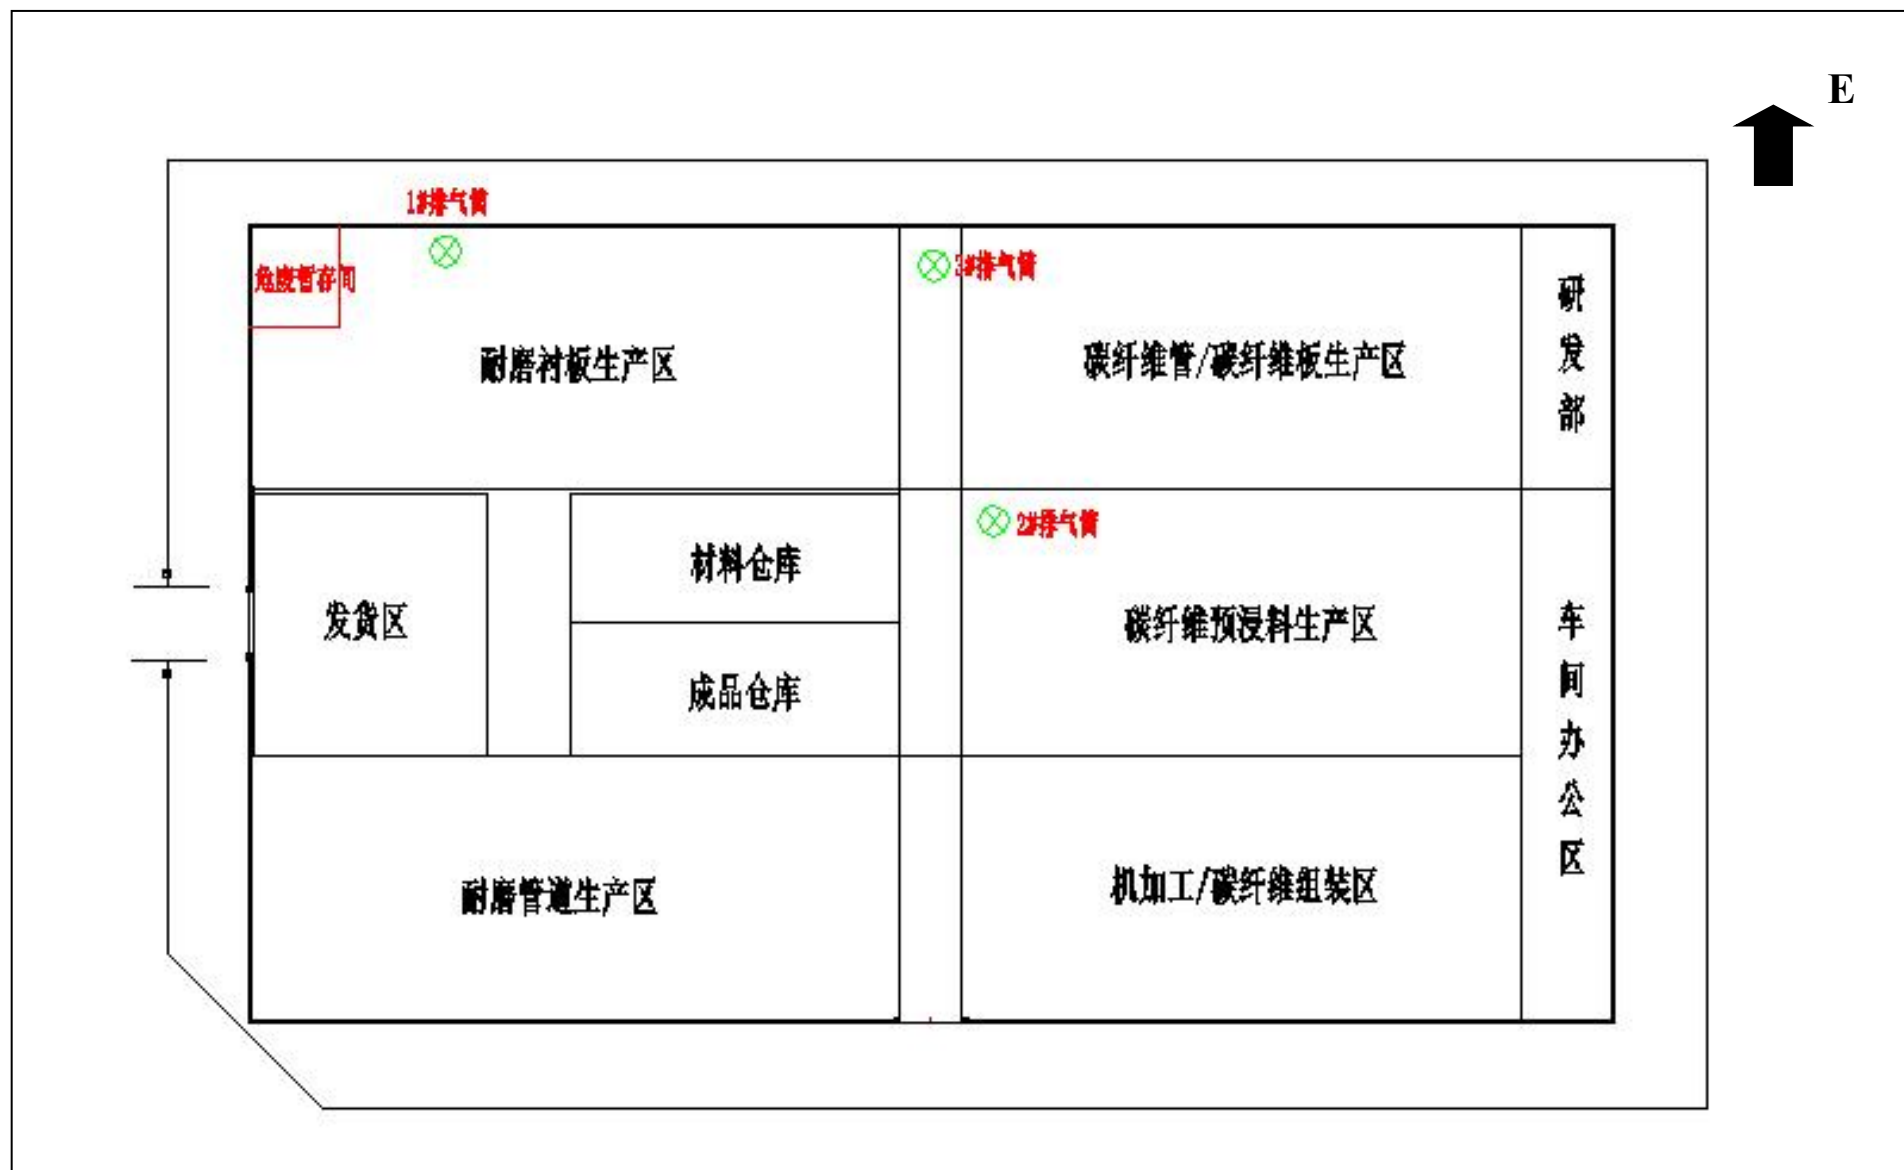 E
1#排气筒
危废暂存间
3#排气筒
耐磨衬板生产区
碳纤维管/碳纤维板生产区
研发部
2#排气筒
材料仓库
发货区
碳纤维预浸料生产区
成品仓库
车间办公区
耐磨管道生产区
机加工/碳纤维组装区